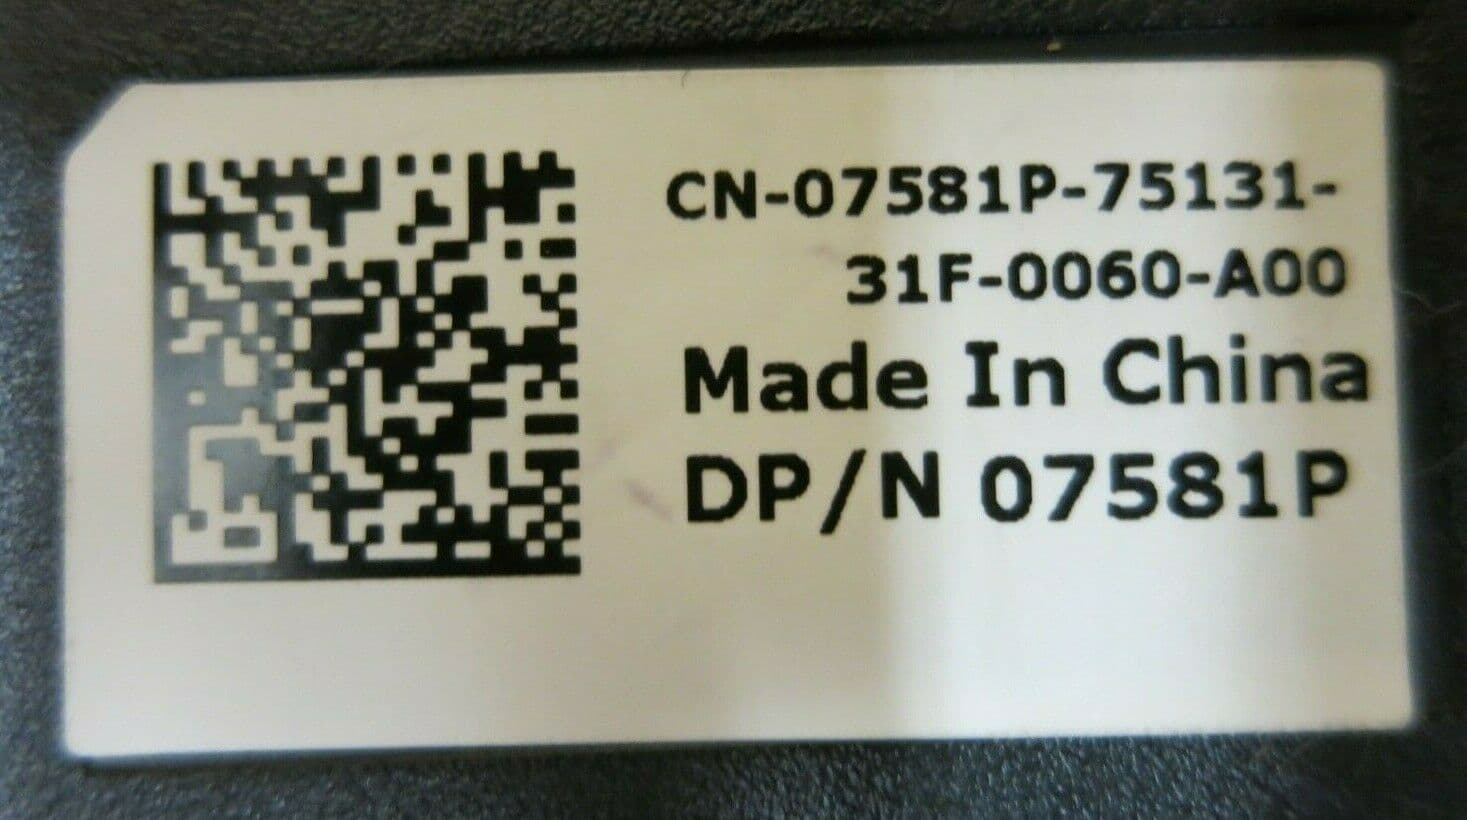 CN-07581P-75131-
31F-0060-A00
Made In China
DP/N 07581P